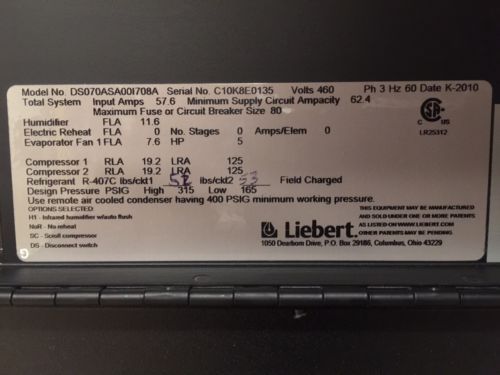 Model No. DS070ASA00I708A Serial No. C10K8E0135 Volts 460 Ph 3 Hz 60 Date K-2010
Total System Input Amps 57.6 Minimum Supply Circuit Ampacity 62.4
Maximum Fuse or Circuit Breaker Size 80
Humidifier FLA 11.6
Electric Reheat FLA 0 No. Stages 0 Amps/Elem 0
Evaporator Fan 1 FLA 7.6 HP 5
SA
LR25312
Compressor 1 RLA 19.2 LRA 125
Compressor 2 RLA 19.2 LRA 125
Refrigerant R-407C lbs/ckt1 52 lbs/ckt2 53 Field Charged
Design Pressure PSIG High 315 Low 165
Use remote air cooled condenser having 400 PSIG minimum working pressure.
OPTIONS SELECTED
H1 - Infrared humidifier w/auto flush
NoR - No reheat
SC - Scroll compressor
DS - Disconnect switch
Liebert.
1050 Dearborn Drive, P.O. Box 29186, Columbus, Ohio 43229
THIS EQUIPMENT MAY BE MANUFACTURED
AND SOLD UNDER ONE OR MORE PATENTS
AS LISTED ON WWW.LIEBERT.COM.
OTHER PATENTS MAY BE PENDING.